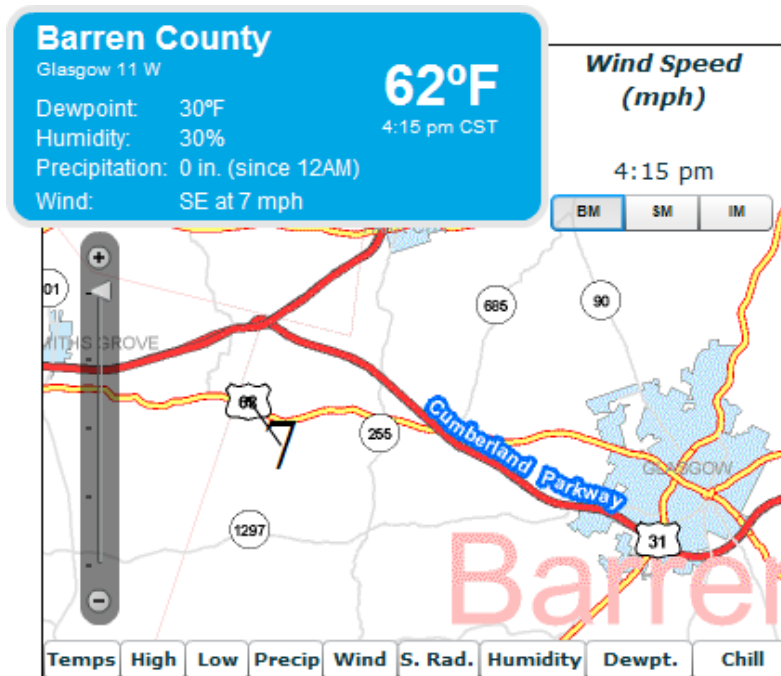 Barren County
Glasgow 11 W
62ºF
4:15 pm CST
Dewpoint: 30ºF
Humidity: 30%
Precipitation: 0 in. (since 12AM)
Wind: SE at 7 mph
Wind Speed
(mph)
4:15 pm
BM SM IM
01
685
90
MITHS GROVE
68
7
255
Cumberland Parkway
GLASGOW
1297
31
Barren
Temps High Low Precip Wind S. Rad. Humidity Dewpt. Chill